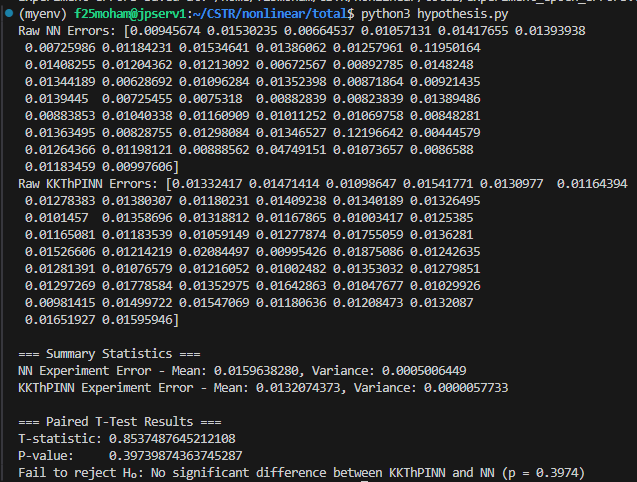 (myenv) f25moham@jpserv1:~/CSTR/nonlinear/total$ python3 hypothesis.py
Raw NN Errors: [0.00945674 0.01530235 0.00664537 0.01057131 0.01417655 0.01393938
0.00725986 0.01184231 0.01534641 0.01386062 0.01257961 0.11950164
0.01408255 0.01204362 0.01213092 0.00672567 0.00892785 0.0148248
0.01344189 0.00628692 0.01096284 0.01352398 0.00871864 0.00921435
0.0139445  0.00725455 0.0075318  0.00882839 0.00823839 0.01389486
0.00883853 0.01040338 0.01160909 0.01011252 0.01069758 0.00848281
0.01363495 0.00828755 0.01298084 0.01346527 0.12196642 0.00444579
0.01264366 0.01198121 0.00888562 0.04749151 0.01073657 0.0086588
0.01183459 0.00997606]
Raw KKThPINN Errors: [0.01332417 0.01471414 0.01098647 0.01541771 0.0130977  0.01164394
0.01278383 0.01380307 0.01180231 0.01409238 0.01340189 0.01326495
0.0101457  0.01358696 0.01318812 0.01167865 0.01003417 0.0125385
0.01165081 0.01183539 0.01059149 0.01277874 0.01755059 0.0136281
0.01526606 0.01214219 0.02084497 0.00995426 0.01875086 0.01242635
0.01281391 0.01076579 0.01216052 0.01002482 0.01353032 0.01279851
0.01297269 0.01778584 0.01352975 0.01642863 0.01047677 0.01029926
0.00981415 0.01499722 0.01547069 0.01180636 0.01208473 0.0132087
0.01651927 0.01595946]
=== Summary Statistics ===
NN Experiment Error - Mean: 0.0159638280, Variance: 0.0005006449
KKThPINN Experiment Error - Mean: 0.0132074373, Variance: 0.0000057733
=== Paired T-Test Results ===
T-statistic: 0.8537487645212108
P-value:     0.39739874363745287
Fail to reject H₀: No significant difference between KKThPINN and NN (p = 0.3974)